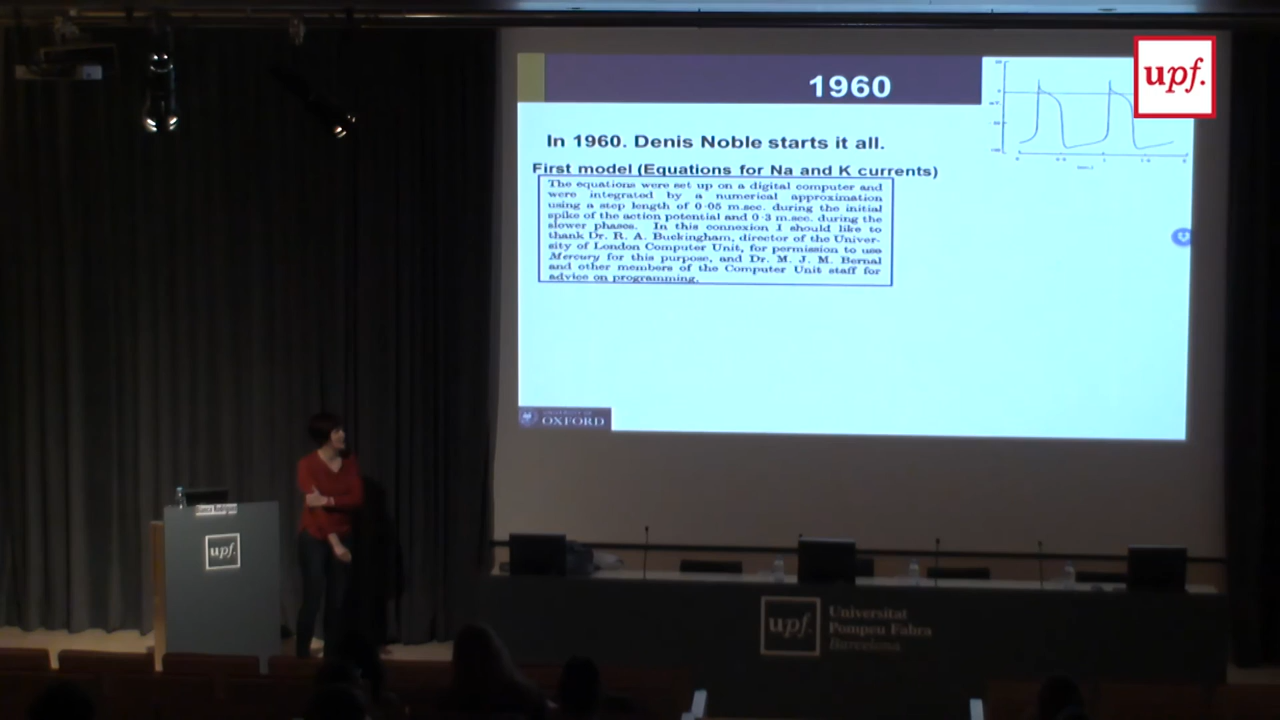 upf.
1960
In 1960. Denis Noble starts it all.
First model (Equations for Na and K currents)
The equations were set up on a digital computer and
were integrated by a numerical approximation
using a step length of 0·05 m.sec. during the initial
spike of the action potential and 0·3 m.sec. during the
slower phases. In this connexion I should like to
thank Dr. R. A. Buckingham, director of the Univer-
sity of London Computer Unit, for permission to use
Mercury for this purpose, and Dr. M. J. M. Bernal
and other members of the Computer Unit staff for
advice on programming.
UNIVERSITY OF
OXFORD
upf.
upf.
Universitat
Pompeu Fabra
Barcelona